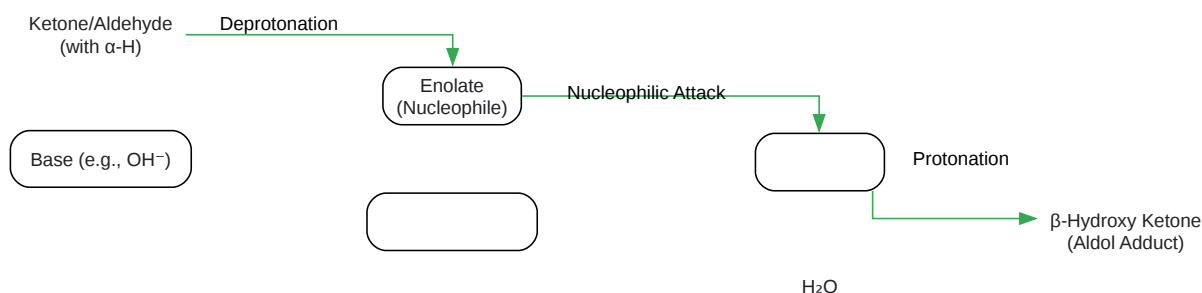 Ketone/Aldehyde
(with α-H)
Deprotonation
Enolate
(Nucleophile)
Nucleophilic Attack
Base (e.g., OH⁻)
Protonation
β-Hydroxy Ketone
(Aldol Adduct)
H₂O